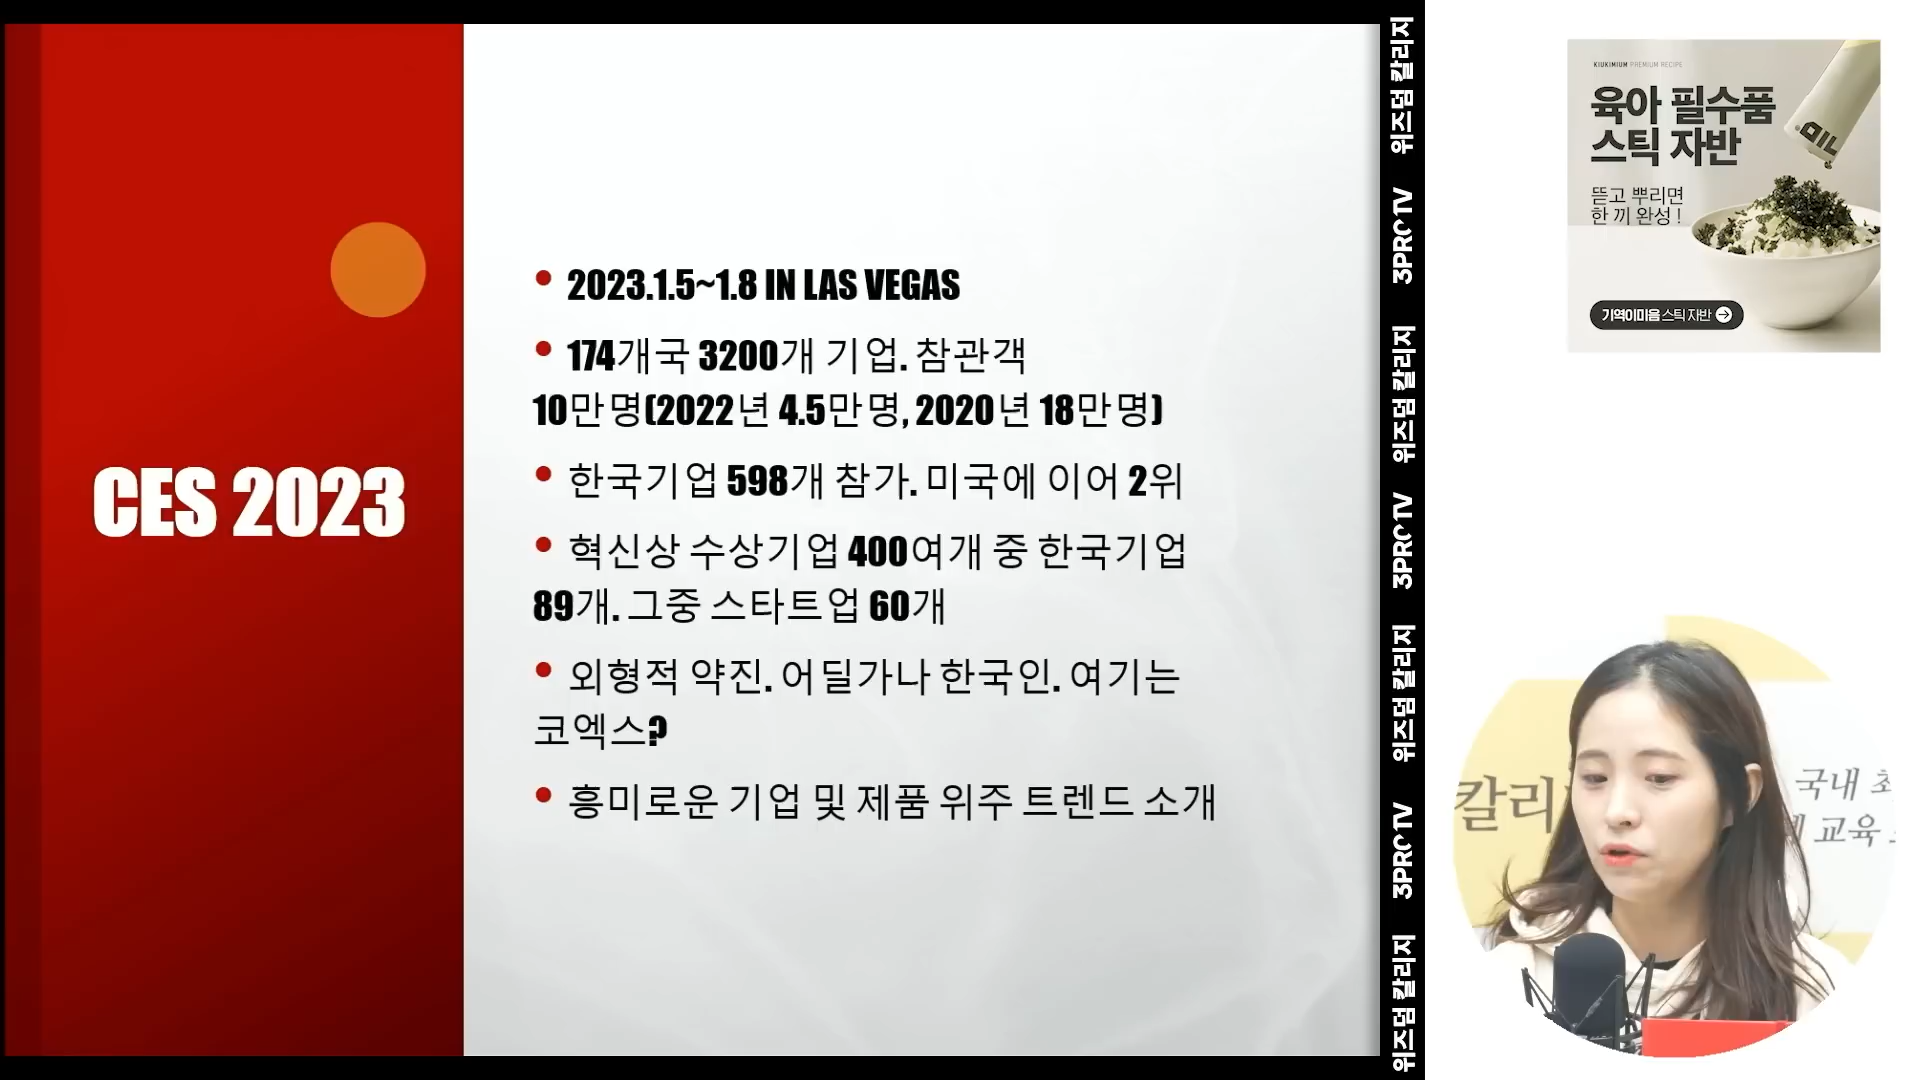 CES 2023
• 2023.1.5~1.8 IN LAS VEGAS
• 174개국 3200개 기업. 참관객
10만명(2022년 4.5만명, 2020년 18만명)
• 한국기업 598개 참가. 미국에 이어 2위
• 혁신상 수상기업 400여개 중 한국기업
89개. 그중 스타트업 60개
• 외형적 약진. 어딜가나 한국인. 여기는
코엑스?
• 흥미로운 기업 및 제품 위주 트렌드 소개
위즈덤 칼리지
3PROTV
위즈덤 칼리지
3PROTV
위즈덤 칼리지
3PROTV
위즈덤 칼리지
KIUKIMIUM PREMIUM RECIPE
육아 필수품
스틱 자반
뜯고 뿌리면
한 끼 완성 !
기역이미음 스틱 자반
칼리
국내 최
교육